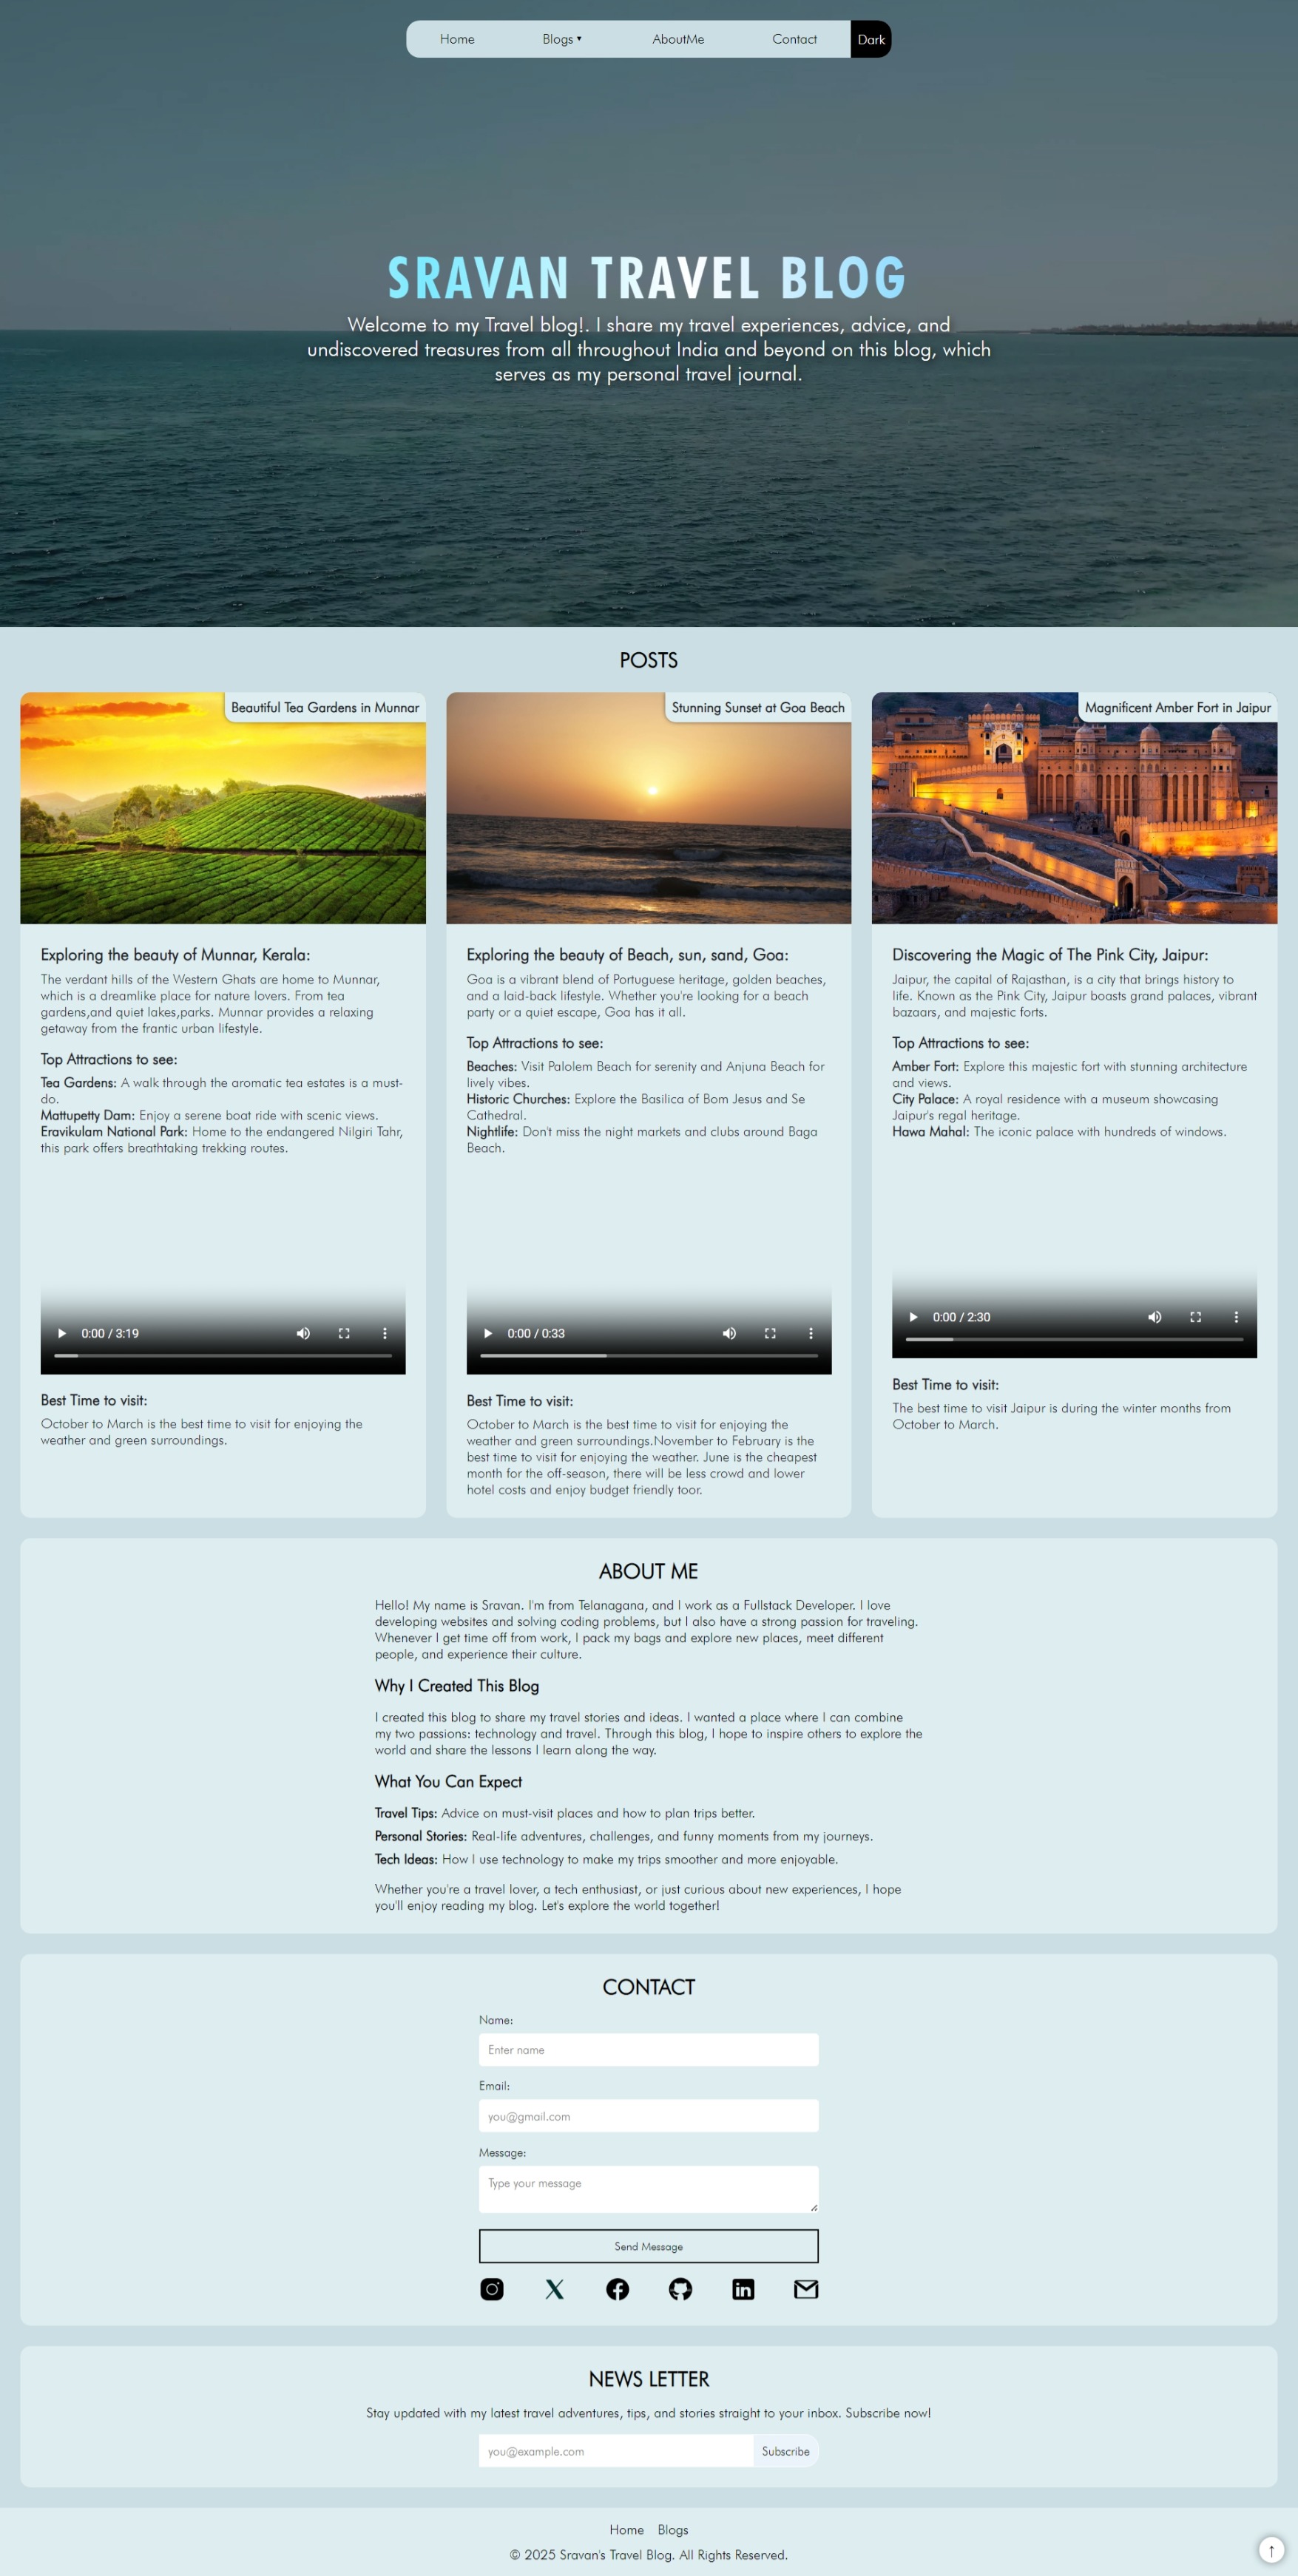 Home
Blogs ▾
AboutMe
Contact
Dark
SRAVAN TRAVEL BLOG
Welcome to my Travel blog!. I share my travel experiences, advice, and
undiscovered treasures from all throughout India and beyond on this blog, which
serves as my personal travel journal.
POSTS
Beautiful Tea Gardens in Munnar
Exploring the beauty of Munnar, Kerala:
The verdant hills of the Western Ghats are home to Munnar,
which is a dreamlike place for nature lovers. From tea
gardens,and quiet lakes,parks. Munnar provides a relaxing
getaway from the frantic urban lifestyle.
Top Attractions to see:
Tea Gardens: A walk through the aromatic tea estates is a must-
do.
Mattupetty Dam: Enjoy a serene boat ride with scenic views.
Eravikulam National Park: Home to the endangered Nilgiri Tahr,
this park offers breathtaking trekking routes.
0:00 / 3:19
Best Time to visit:
October to March is the best time to visit for enjoying the
weather and green surroundings.
Stunning Sunset at Goa Beach
Exploring the beauty of Beach, sun, sand, Goa:
Goa is a vibrant blend of Portuguese heritage, golden beaches,
and a laid-back lifestyle. Whether you're looking for a beach
party or a quiet escape, Goa has it all.
Top Attractions to see:
Beaches: Visit Palolem Beach for serenity and Anjuna Beach for
lively vibes.
Historic Churches: Explore the Basilica of Bom Jesus and Se
Cathedral.
Nightlife: Don't miss the night markets and clubs around Baga
Beach.
0:00 / 0:33
Best Time to visit:
October to March is the best time to visit for enjoying the
weather and green surroundings.November to February is the
best time to visit for enjoying the weather. June is the cheapest
month for the off-season, there will be less crowd and lower
hotel costs and enjoy budget friendly toor.
Magnificent Amber Fort in Jaipur
Discovering the Magic of The Pink City, Jaipur:
Jaipur, the capital of Rajasthan, is a city that brings history to
life. Known as the Pink City, Jaipur boasts grand palaces, vibrant
bazaars, and majestic forts.
Top Attractions to see:
Amber Fort: Explore this majestic fort with stunning architecture
and views.
City Palace: A royal residence with a museum showcasing
Jaipur's regal heritage.
Hawa Mahal: The iconic palace with hundreds of windows.
0:00 / 2:30
Best Time to visit:
The best time to visit Jaipur is during the winter months from
October to March.
ABOUT ME
Hello! My name is Sravan. I'm from Telanagana, and I work as a Fullstack Developer. I love
developing websites and solving coding problems, but I also have a strong passion for traveling.
Whenever I get time off from work, I pack my bags and explore new places, meet different
people, and experience their culture.
Why I Created This Blog
I created this blog to share my travel stories and ideas. I wanted a place where I can combine
my two passions: technology and travel. Through this blog, I hope to inspire others to explore the
world and share the lessons I learn along the way.
What You Can Expect
Travel Tips: Advice on must-visit places and how to plan trips better.
Personal Stories: Real-life adventures, challenges, and funny moments from my journeys.
Tech Ideas: How I use technology to make my trips smoother and more enjoyable.
Whether you're a travel lover, a tech enthusiast, or just curious about new experiences, I hope
you'll enjoy reading my blog. Let's explore the world together!
CONTACT
Name:
Enter name
Email:
you@gmail.com
Message:
Type your message
Send Message
NEWS LETTER
Stay updated with my latest travel adventures, tips, and stories straight to your inbox. Subscribe now!
you@example.com
Subscribe
Home
Blogs
© 2025 Sravan's Travel Blog. All Rights Reserved.
↑